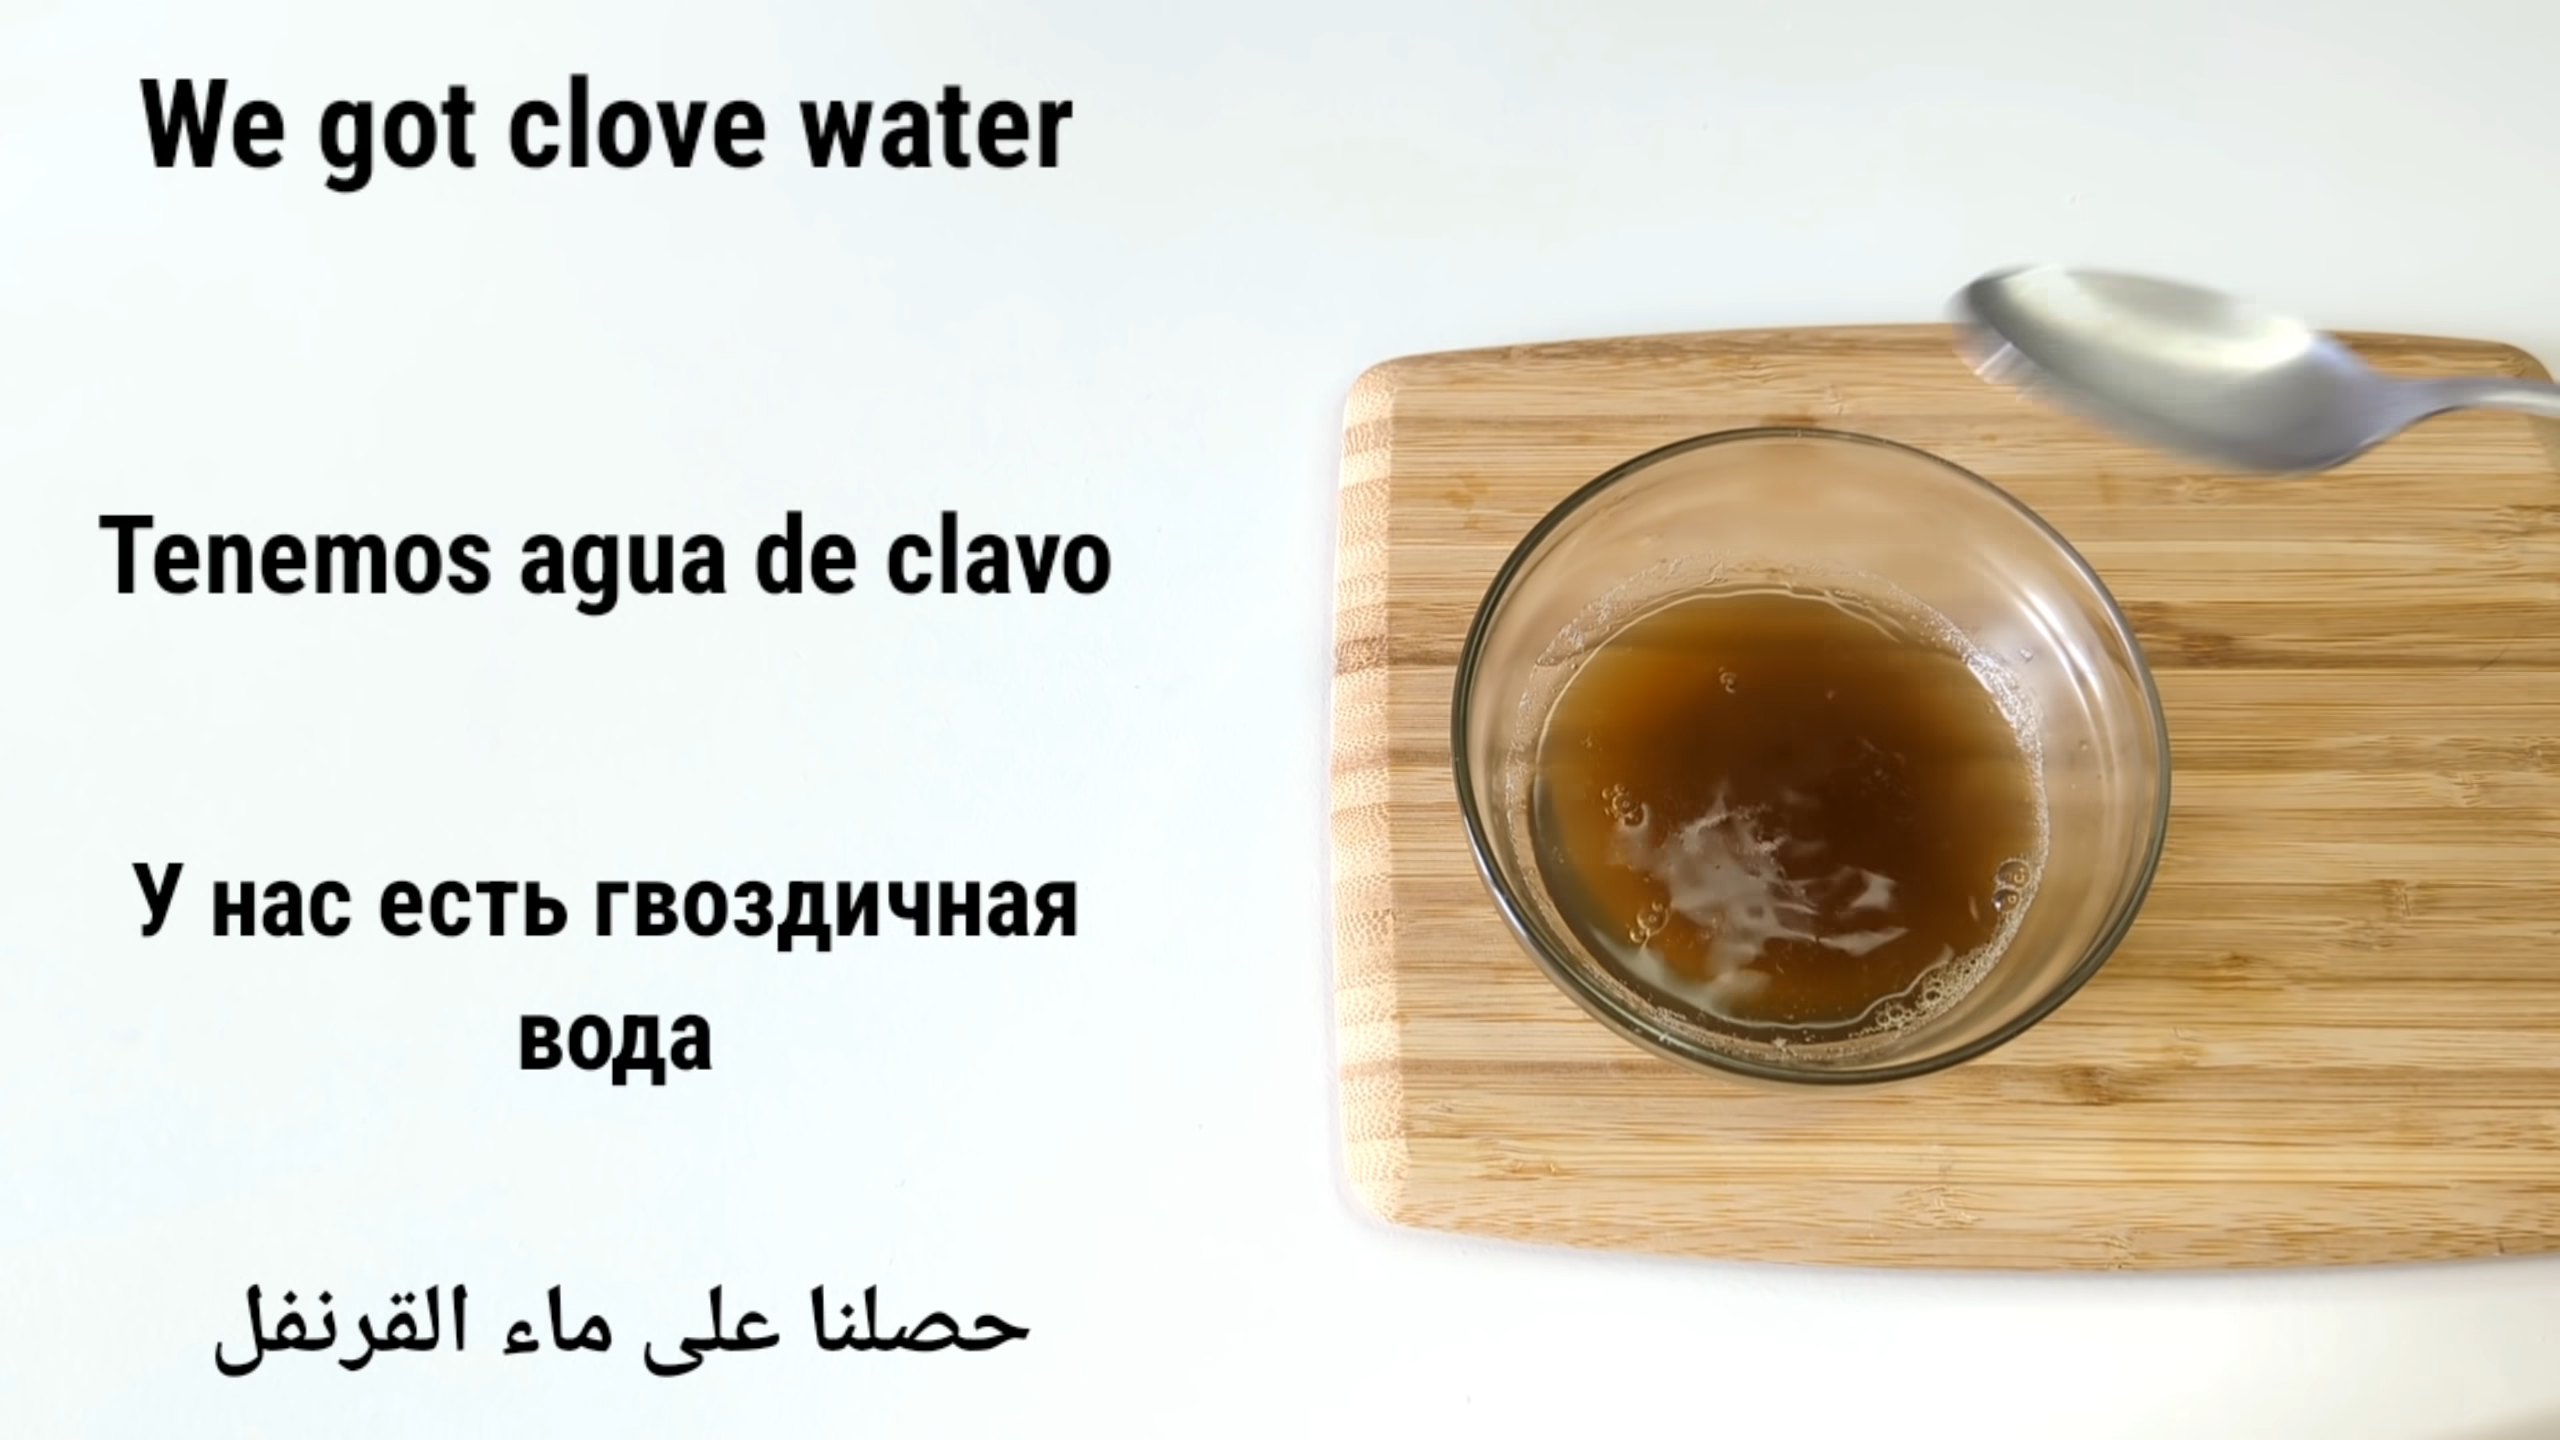 We got clove water
Tenemos agua de clavo
У нас есть гвоздичная
вода
حصلنا على ماء القرنفل